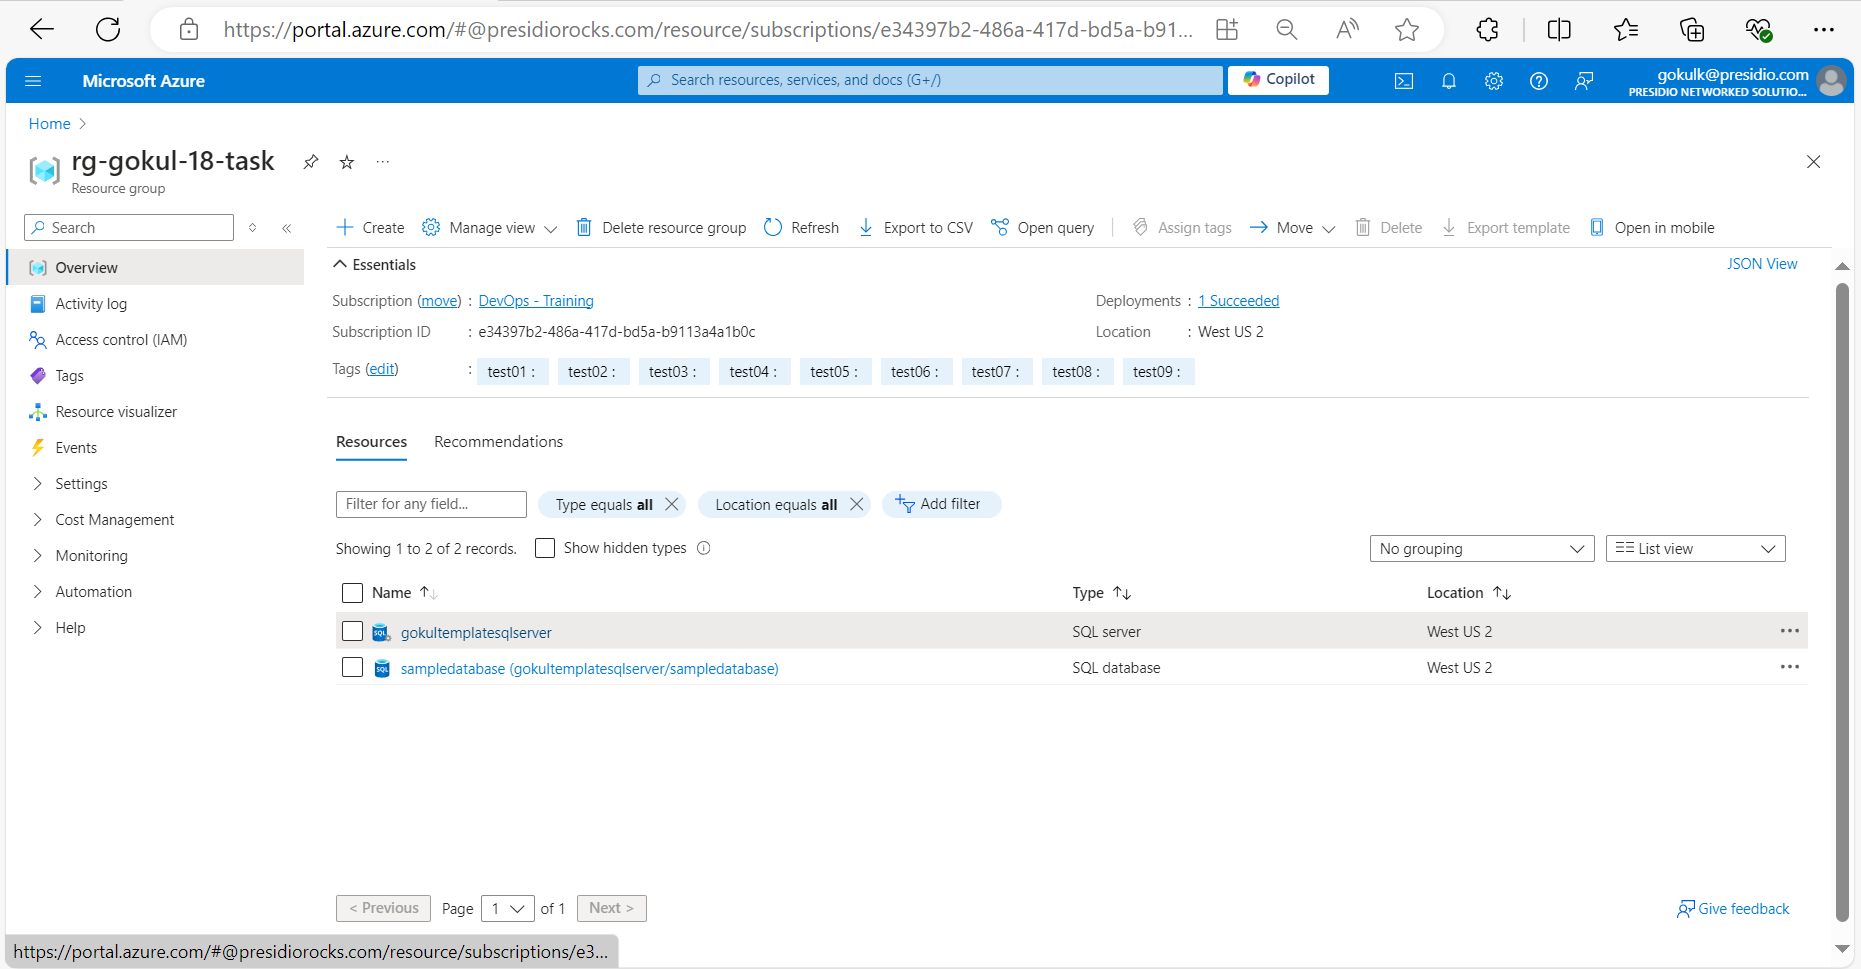 https://portal.azure.com/#@presidiorocks.com/resource/subscriptions/e34397b2-486a-417d-bd5a-b91...
Microsoft Azure
Search resources, services, and docs (G+/)
Copilot
gokulk@presidio.com
PRESIDIO NETWORKED SOLUTIO...
Home >
rg-gokul-18-task
Resource group
Search
Create
Manage view
Delete resource group
Refresh
Export to CSV
Open query
Assign tags
Move
Delete
Export template
Open in mobile
Overview
Activity log
Access control (IAM)
Tags
Resource visualizer
Events
Settings
Cost Management
Monitoring
Automation
Help
Essentials
JSON View
Subscription (move) : DevOps - Training
Deployments : 1 Succeeded
Subscription ID : e34397b2-486a-417d-bd5a-b9113a4a1b0c
Location : West US 2
Tags (edit) : test01 : test02 : test03 : test04 : test05 : test06 : test07 : test08 : test09 :
Resources Recommendations
Filter for any field...
Type equals all
Location equals all
Add filter
Showing 1 to 2 of 2 records.
Show hidden types
No grouping
List view
Name Type Location
gokultemplatesqlserver SQL server West US 2
sampledatabase (gokultemplatesqlserver/sampledatabase) SQL database West US 2
< Previous Page 1 of 1 Next >
Give feedback
https://portal.azure.com/#@presidiorocks.com/resource/subscriptions/e3...